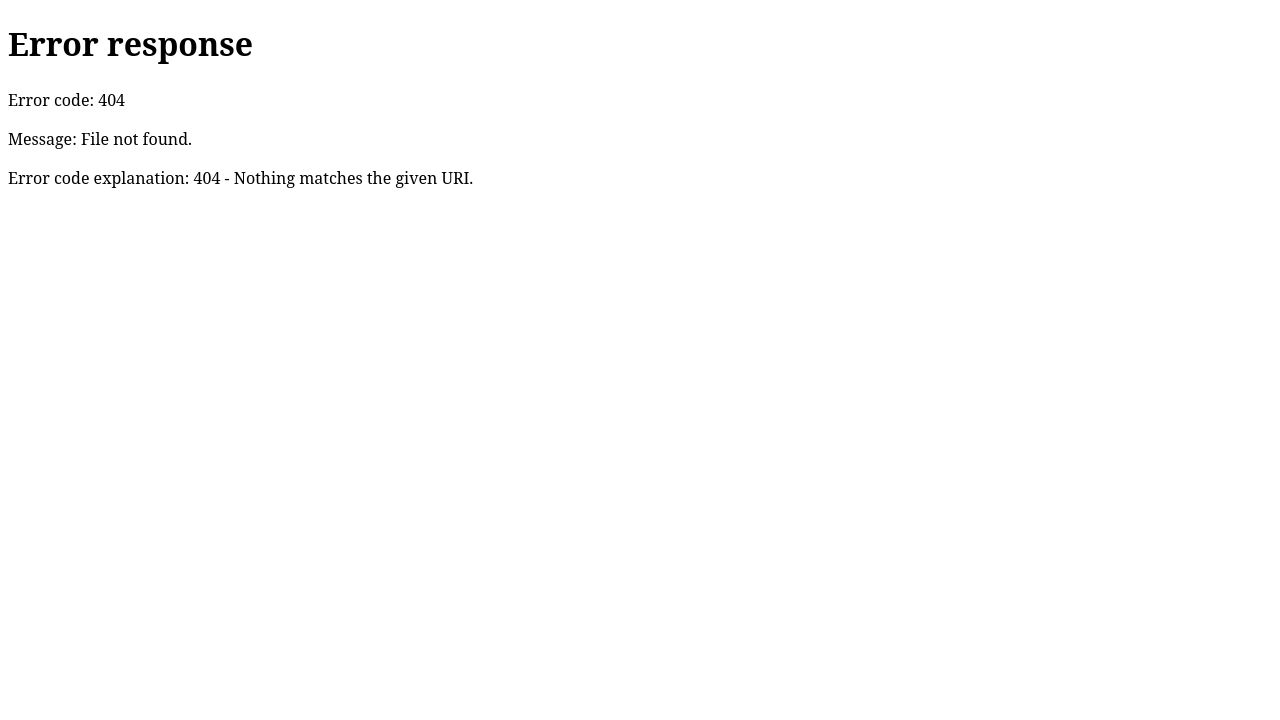 Error response
Error code: 404
Message: File not found.
Error code explanation: 404 - Nothing matches the given URI.